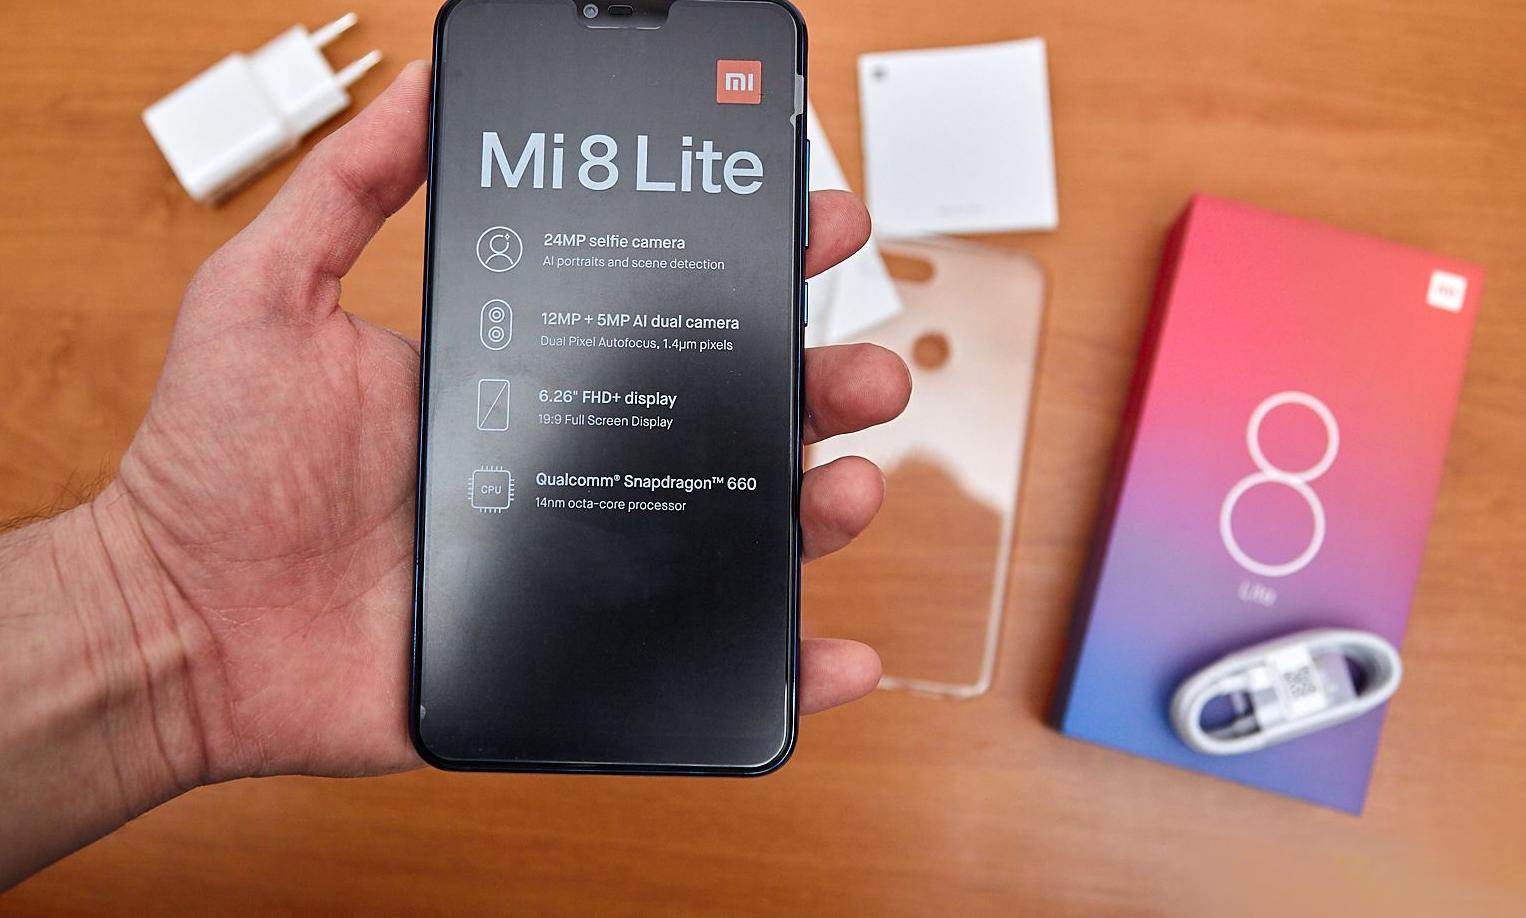 mi
Mi 8 Lite
24MP selfie camera
AI portraits and scene detection
12MP + 5MP AI dual camera
Dual Pixel Autofocus, 1.4µm pixels
6.26" FHD+ display
19:9 Full Screen Display
CPU
Qualcomm® Snapdragon™ 660
14nm octa-core processor
mi
8
Lite